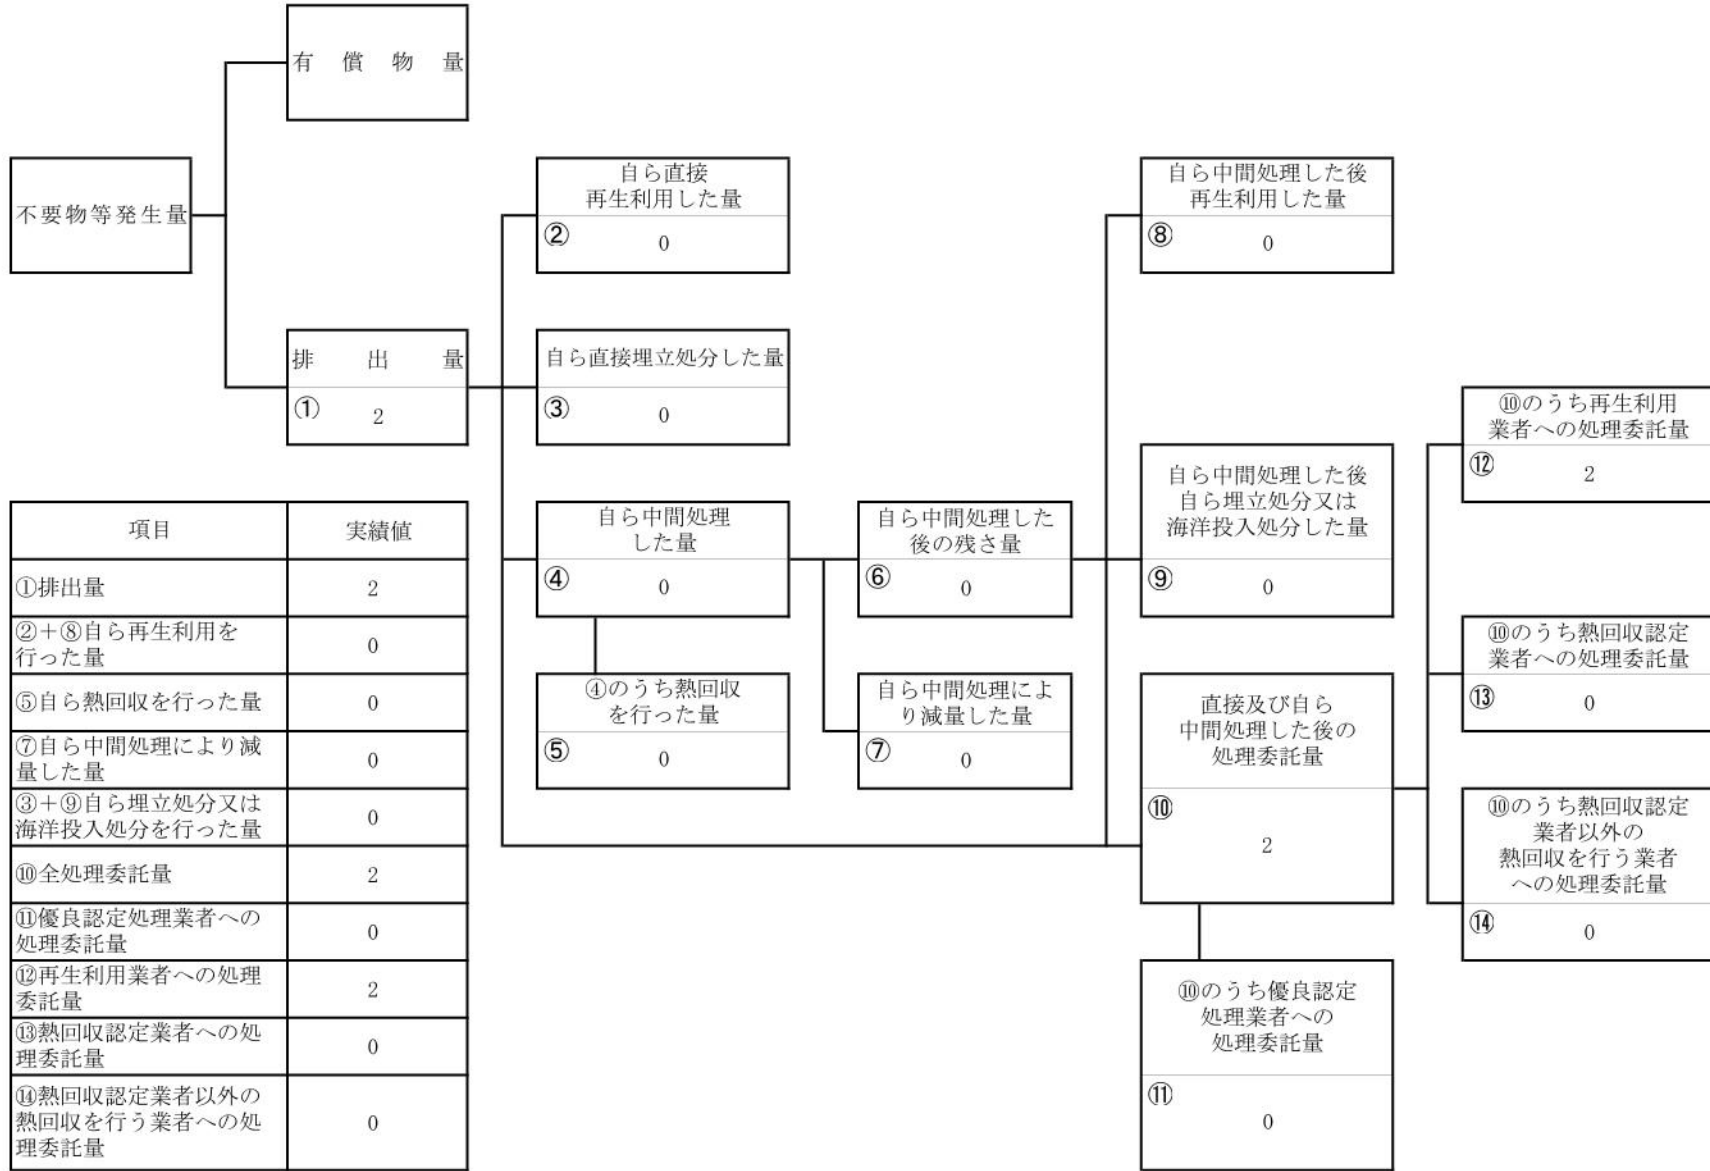 有償物量
不要物等発生量
排出量
① 2
自ら直接
再生利用した量
② 0
自ら直接埋立処分した量
③ 0
自ら中間処理
した量
④ 0
④のうち熱回収
を行った量
⑤ 0
自ら中間処理した
後の残さ量
⑥ 0
自ら中間処理によ
り減量した量
⑦ 0
自ら中間処理した後
再生利用した量
⑧ 0
自ら中間処理した後
自ら埋立処分又は
海洋投入処分した量
⑨ 0
直接及び自ら
中間処理した後の
処理委託量
⑩ 2
⑩のうち優良認定
処理業者への
処理委託量
⑪ 0
⑩のうち再生利用
業者への処理委託量
⑫ 2
⑩のうち熱回収認定
業者への処理委託量
⑬ 0
⑩のうち熱回収認定
業者以外の
熱回収を行う業者
への処理委託量
⑭ 0
項目 実績値
①排出量 2
②+⑧自ら再生利用を
行った量 0
⑤自ら熱回収を行った量 0
⑦自ら中間処理により減
量した量 0
③+⑨自ら埋立処分又は
海洋投入処分を行った量 0
⑩全処理委託量 2
⑪優良認定処理業者への
処理委託量 0
⑫再生利用業者への処理
委託量 2
⑬熱回収認定業者への処
理委託量 0
⑭熱回収認定業者以外の
熱回収を行う業者への処
理委託量 0